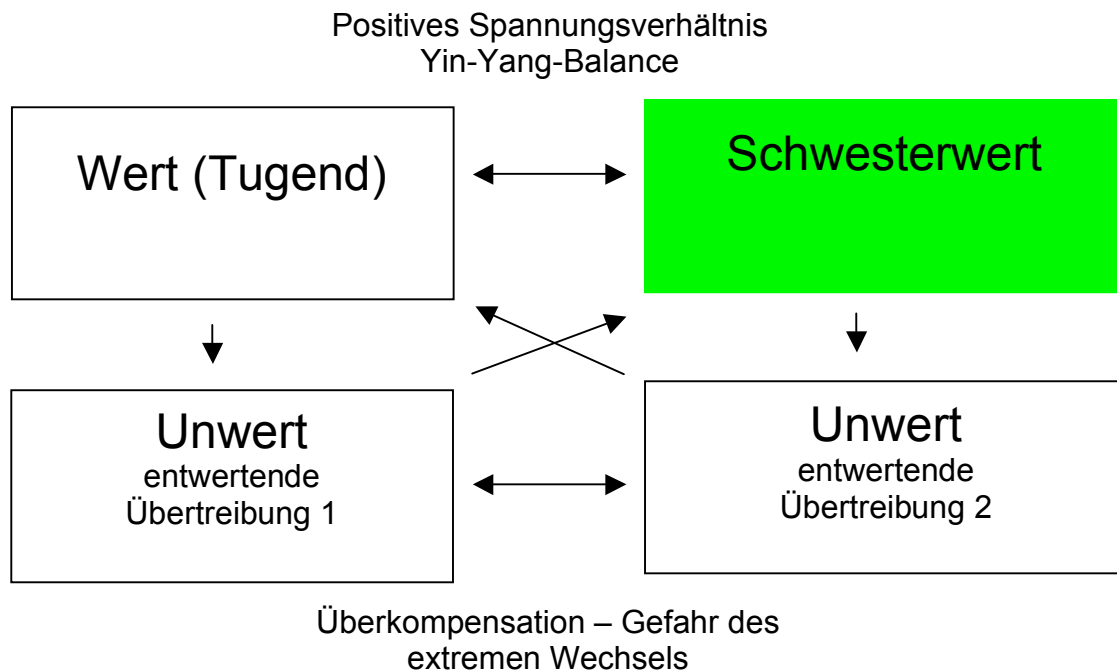 Positives Spannungsverhältnis
Yin-Yang-Balance
Wert (Tugend)
Schwesterwert
Unwert
entwertende
Übertreibung 1
Unwert
entwertende
Übertreibung 2
Überkompensation – Gefahr des
extremen Wechsels